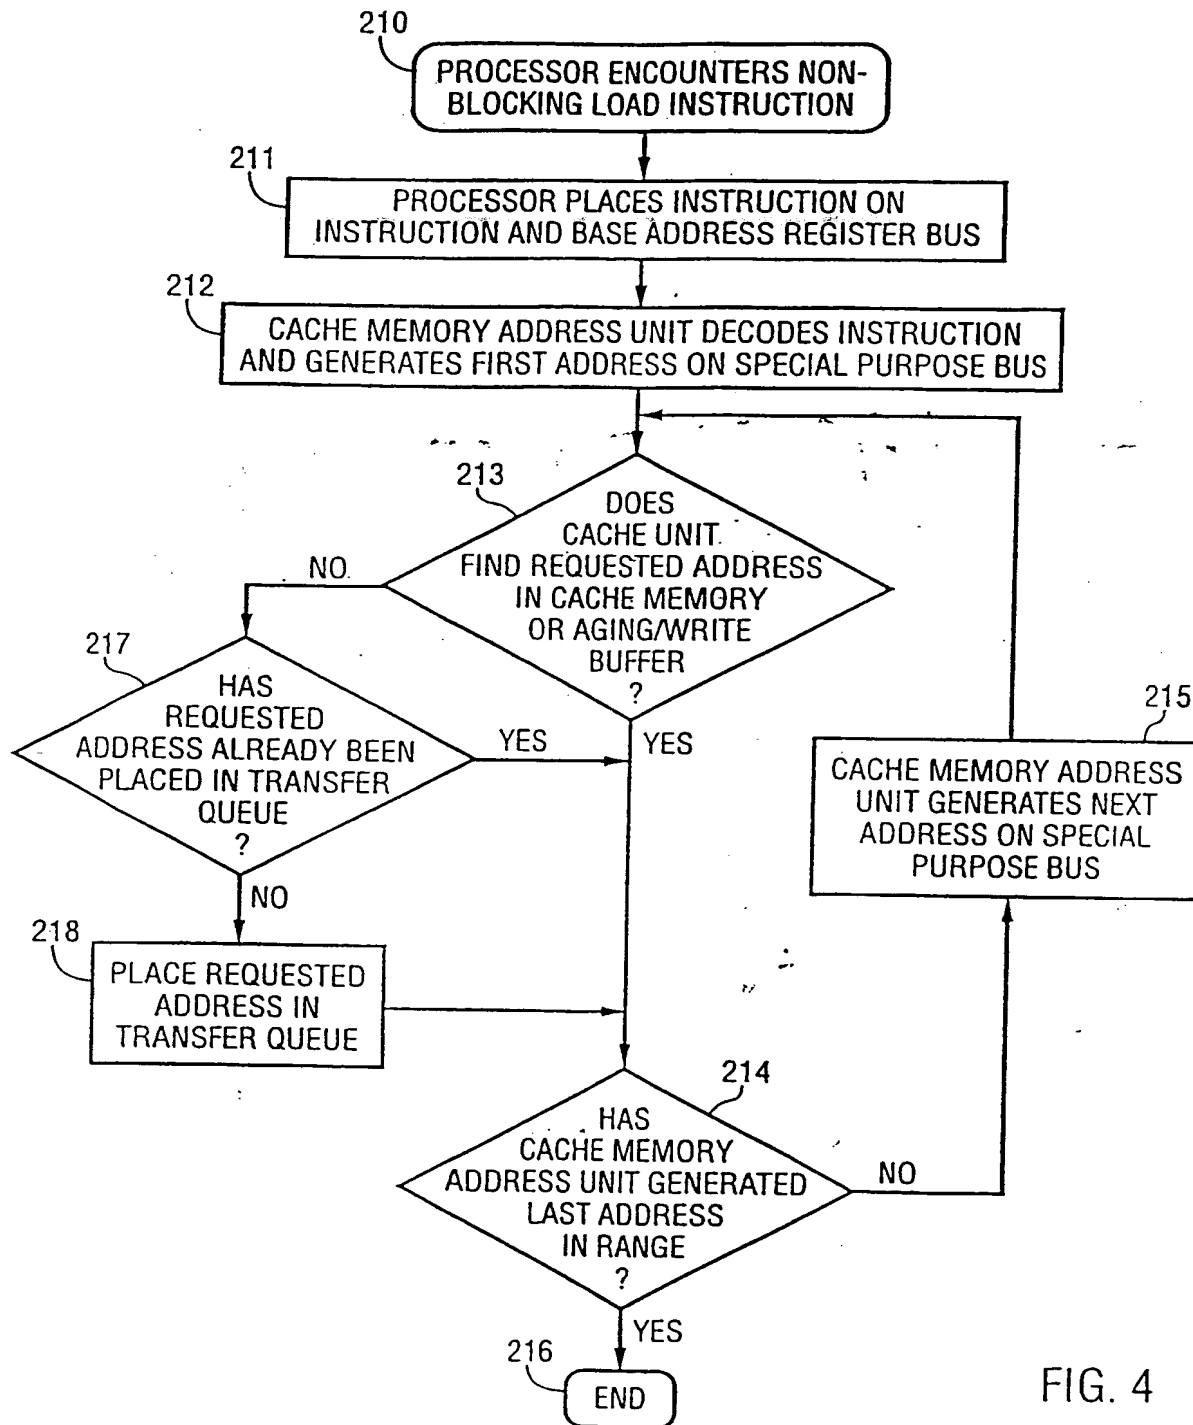 210
PROCESSOR ENCOUNTERS NON-
BLOCKING LOAD INSTRUCTION
211
PROCESSOR PLACES INSTRUCTION ON
INSTRUCTION AND BASE ADDRESS REGISTER BUS
212
CACHE MEMORY ADDRESS UNIT DECODES INSTRUCTION
AND GENERATES FIRST ADDRESS ON SPECIAL PURPOSE BUS
213
DOES
CACHE UNIT
FIND REQUESTED ADDRESS
IN CACHE MEMORY
OR AGING/WRITE
BUFFER
?
NO
YES
217
HAS
REQUESTED
ADDRESS ALREADY BEEN
PLACED IN TRANSFER
QUEUE
?
YES
NO
215
CACHE MEMORY ADDRESS
UNIT GENERATES NEXT
ADDRESS ON SPECIAL
PURPOSE BUS
218
PLACE REQUESTED
ADDRESS IN
TRANSFER QUEUE
214
HAS
CACHE MEMORY
ADDRESS UNIT GENERATED
LAST ADDRESS
IN RANGE
?
NO
YES
216
END
FIG. 4